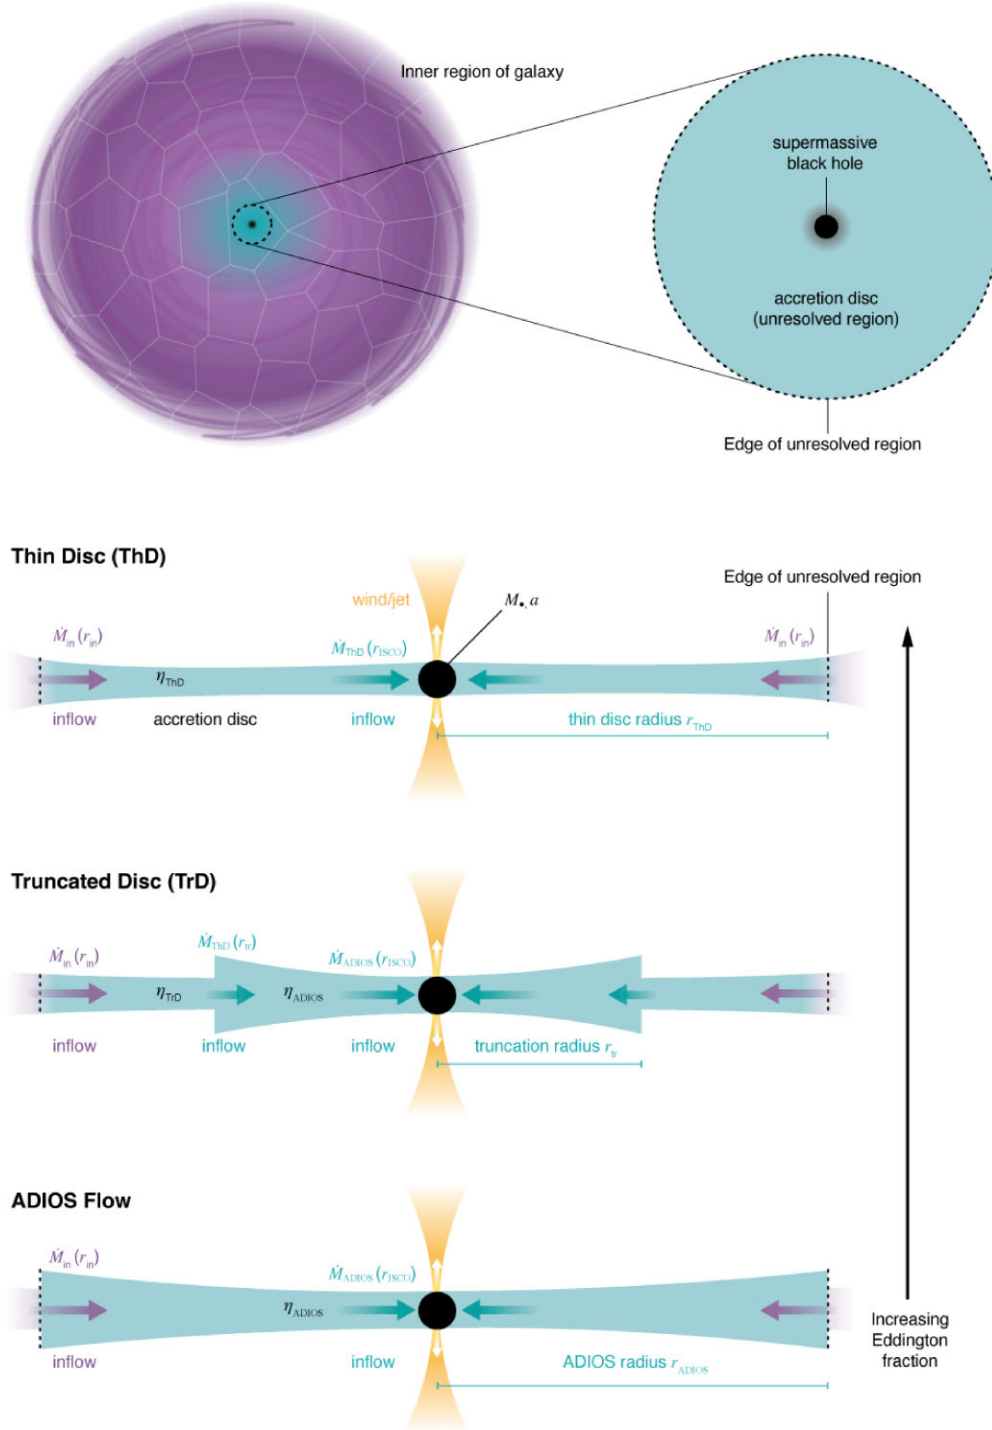 Inner region of galaxy
supermassive
black hole
accretion disc
(unresolved region)
Edge of unresolved region
Thin Disc (ThD)
Edge of unresolved region
wind/jet
M•, a
Ṁin (rin)
ṀThD (rISCO)
Ṁin (rin)
ηThD
inflow
accretion disc
inflow
thin disc radius rThD
Truncated Disc (TrD)
Ṁin (rin)
ṀThD (rtr)
ṀADIOS (rISCO)
ηTrD
ηADIOS
inflow
inflow
inflow
truncation radius rtr
ADIOS Flow
Ṁin (rin)
ṀADIOS (rISCO)
ηADIOS
inflow
inflow
ADIOS radius rADIOS
Increasing
Eddington
fraction